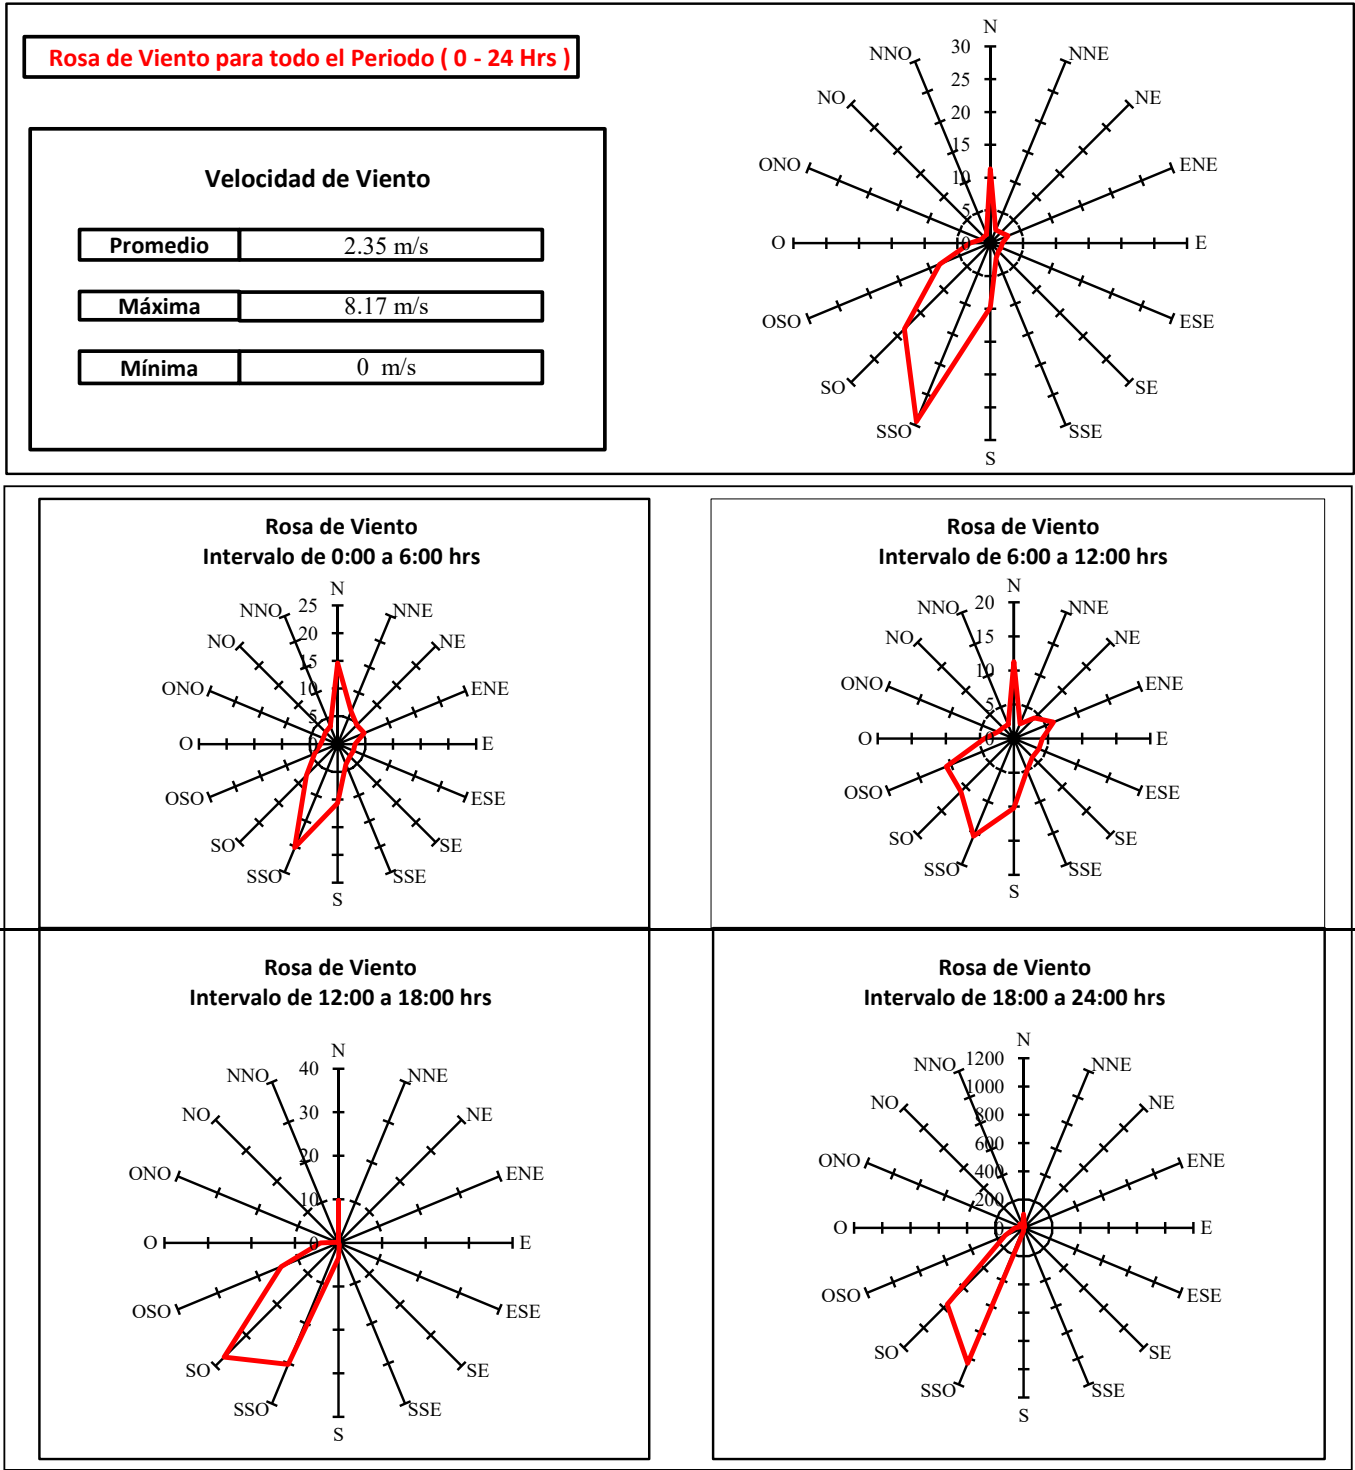 Rosa de Viento para todo el Periodo ( 0 - 24 Hrs )
Velocidad de Viento
Promedio 2.35 m/s
Máxima 8.17 m/s
Mínima 0 m/s
N
30
NNO NNE
25
NO NE
20
15
ONO ENE
10
5
O 0 E
OSO ESE
SO SE
SSO SSE
S
Rosa de Viento
Intervalo de 0:00 a 6:00 hrs
N
25
NNO NNE
20
NO NE
15
ONO ENE
10
5
O 0 E
OSO ESE
SO SE
SSO SSE
S
Rosa de Viento
Intervalo de 6:00 a 12:00 hrs
N
20
NNO NNE
15
NO NE
10
ONO ENE
5
O 0 E
OSO ESE
SO SE
SSO SSE
S
Rosa de Viento
Intervalo de 12:00 a 18:00 hrs
N
40
NNO NNE
30
NO NE
20
ONO ENE
10
O 0 E
OSO ESE
SO SE
SSO SSE
S
Rosa de Viento
Intervalo de 18:00 a 24:00 hrs
N
1200
NNO NNE
1000
NO NE
800
600
ONO ENE
400
200
O 0 E
OSO ESE
SO SE
SSO SSE
S